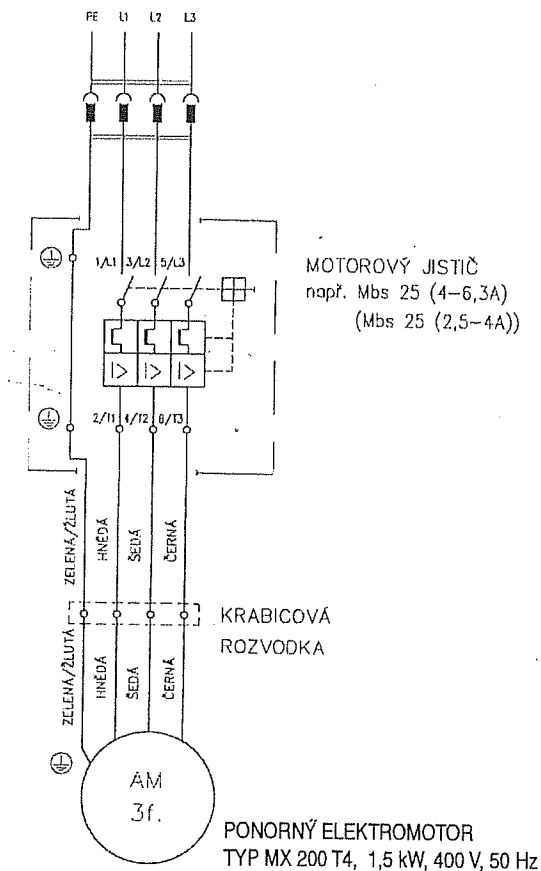 PE L1 L2 L3
1/L1 3/L2 5/L3
MOTOROVÝ JISTIČ
např. Mbs 25 (4-6,3A)
(Mbs 25 (2,5-4A))
I> I> I>
2/T1 4/T2 6/T3
ZELENÁ/ŽLUTÁ
HNĚDÁ
ŠEDÁ
ČERNÁ
KRABICOVÁ
ROZVODKA
ZELENÁ/ŽLUTÁ
HNĚDÁ
ŠEDÁ
ČERNÁ
AM
3f.
PONORNÝ ELEKTROMOTOR
TYP MX 200 T4, 1,5 kW, 400 V, 50 Hz